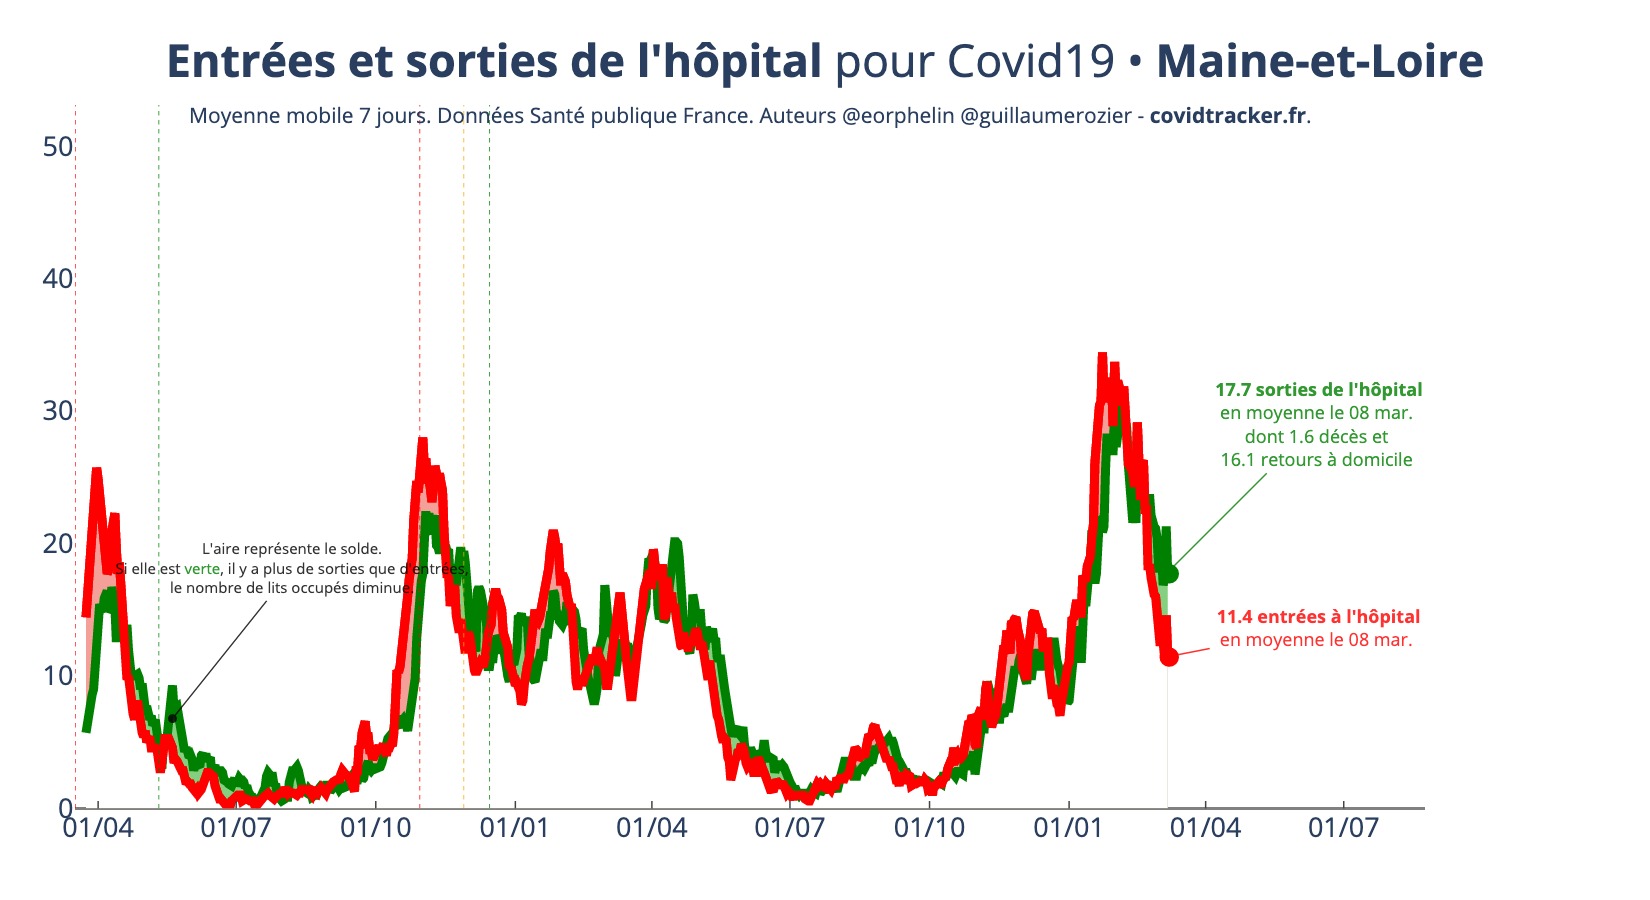 Entrées et sorties de l'hôpital pour Covid19 • Maine-et-Loire
Moyenne mobile 7 jours. Données Santé publique France. Auteurs @eorphelin @guillaumerozier - covidtracker.fr.
50
40
30
20
10
0
17.7 sorties de l'hôpital
en moyenne le 08 mar.
dont 1.6 décès et
16.1 retours à domicile
L'aire représente le solde.
Si elle est verte, il y a plus de sorties que d'entrées,
le nombre de lits occupés diminue.
11.4 entrées à l'hôpital
en moyenne le 08 mar.
01/04 01/07 01/10 01/01 01/04 01/07 01/10 01/01 01/04 01/07